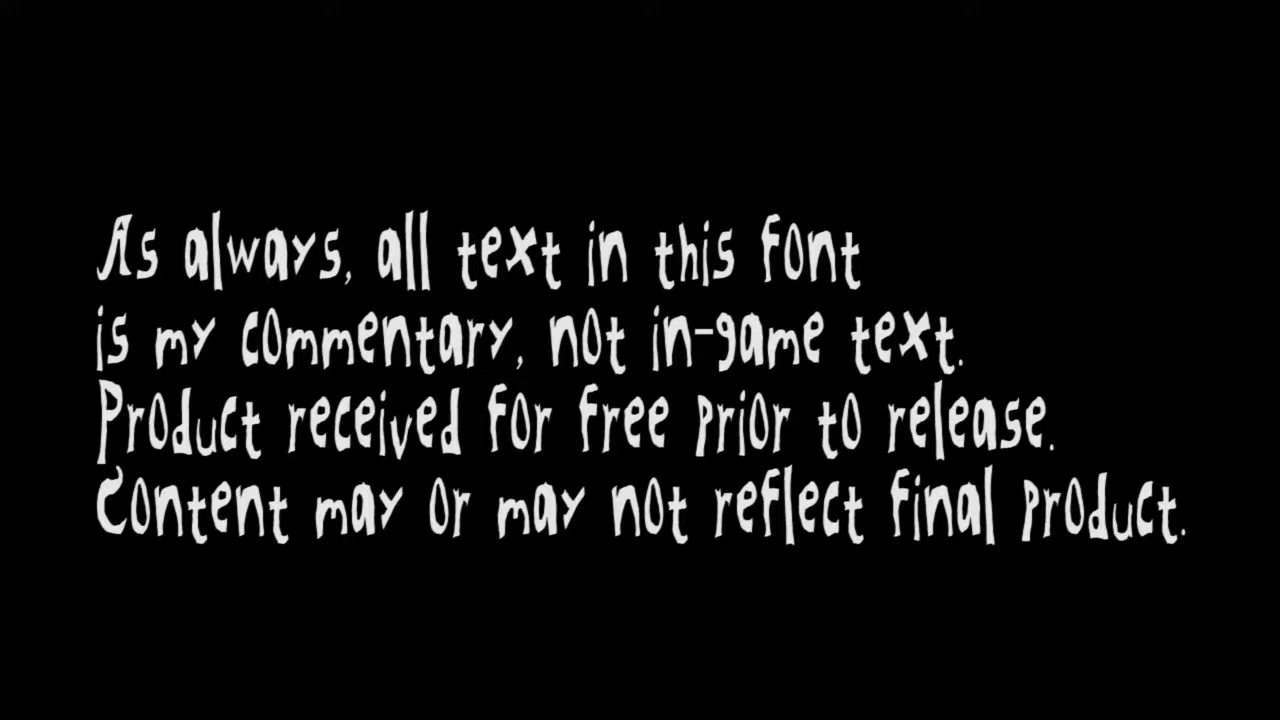 As always, all text in this font
is my commentary, not in-game text.
Product received for free prior to release.
Content may or may not reflect final product.